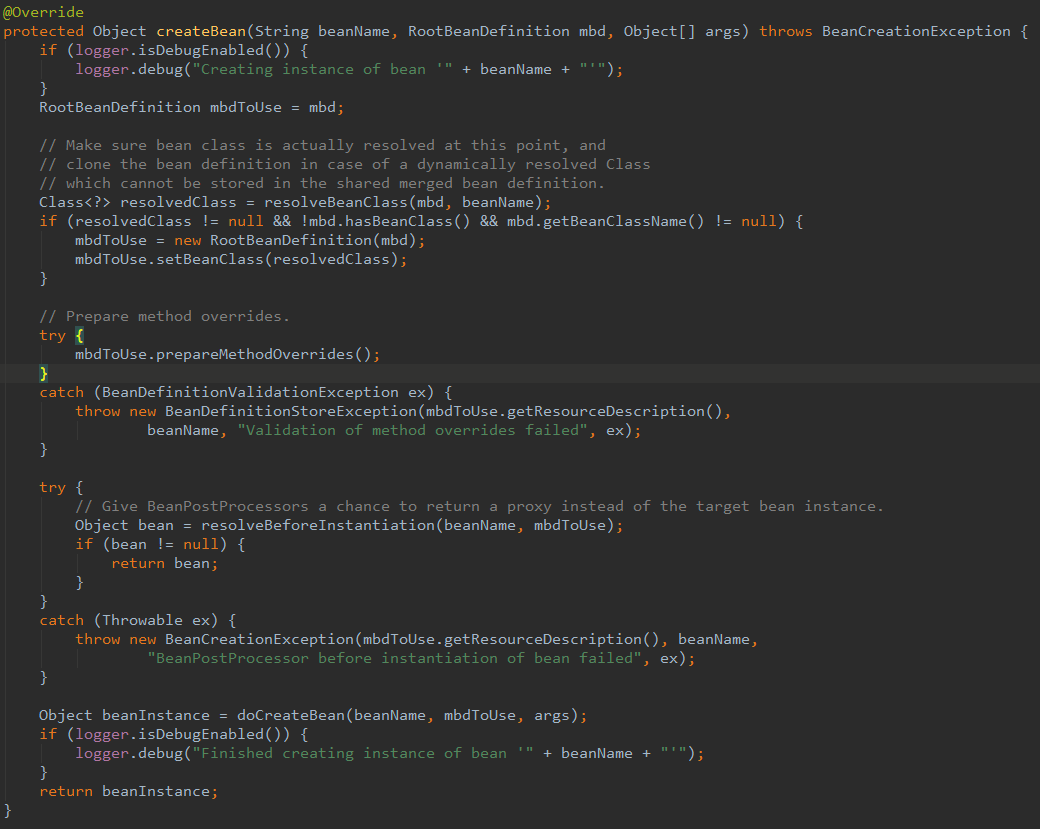 @Override
protected Object createBean(String beanName, RootBeanDefinition mbd, Object[] args) throws BeanCreationException {
    if (logger.isDebugEnabled()) {
        logger.debug("Creating instance of bean '" + beanName + "'");
    }
    RootBeanDefinition mbdToUse = mbd;

    // Make sure bean class is actually resolved at this point, and
    // clone the bean definition in case of a dynamically resolved Class
    // which cannot be stored in the shared merged bean definition.
    Class<?> resolvedClass = resolveBeanClass(mbd, beanName);
    if (resolvedClass != null && !mbd.hasBeanClass() && mbd.getBeanClassName() != null) {
        mbdToUse = new RootBeanDefinition(mbd);
        mbdToUse.setBeanClass(resolvedClass);
    }

    // Prepare method overrides.
    try {
        mbdToUse.prepareMethodOverrides();
    }
    catch (BeanDefinitionValidationException ex) {
        throw new BeanDefinitionStoreException(mbdToUse.getResourceDescription(),
                beanName, "Validation of method overrides failed", ex);
    }

    try {
        // Give BeanPostProcessors a chance to return a proxy instead of the target bean instance.
        Object bean = resolveBeforeInstantiation(beanName, mbdToUse);
        if (bean != null) {
            return bean;
        }
    }
    catch (Throwable ex) {
        throw new BeanCreationException(mbdToUse.getResourceDescription(), beanName,
                "BeanPostProcessor before instantiation of bean failed", ex);
    }

    Object beanInstance = doCreateBean(beanName, mbdToUse, args);
    if (logger.isDebugEnabled()) {
        logger.debug("Finished creating instance of bean '" + beanName + "'");
    }
    return beanInstance;
}